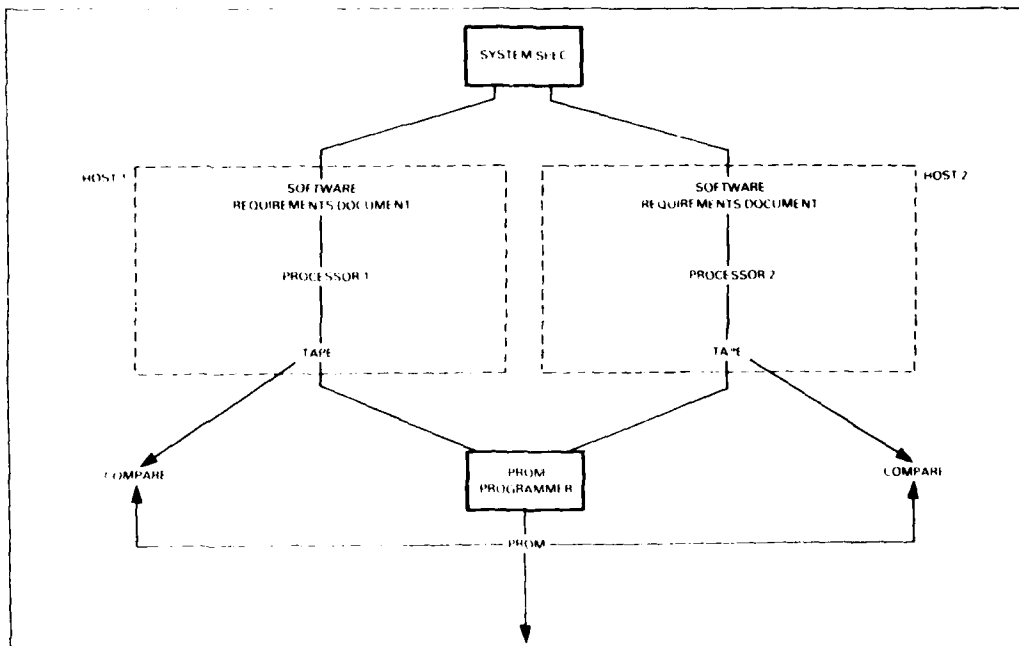 SYSTEM SPEC
HOST 1
SOFTWARE
REQUIREMENTS DOCUMENT
SOFTWARE
REQUIREMENTS DOCUMENT
HOST 2
PROCESSOR 1
PROCESSOR 2
TAPE
TAPE
COMPARE
PROM
PROGRAMMER
COMPARE
PROM